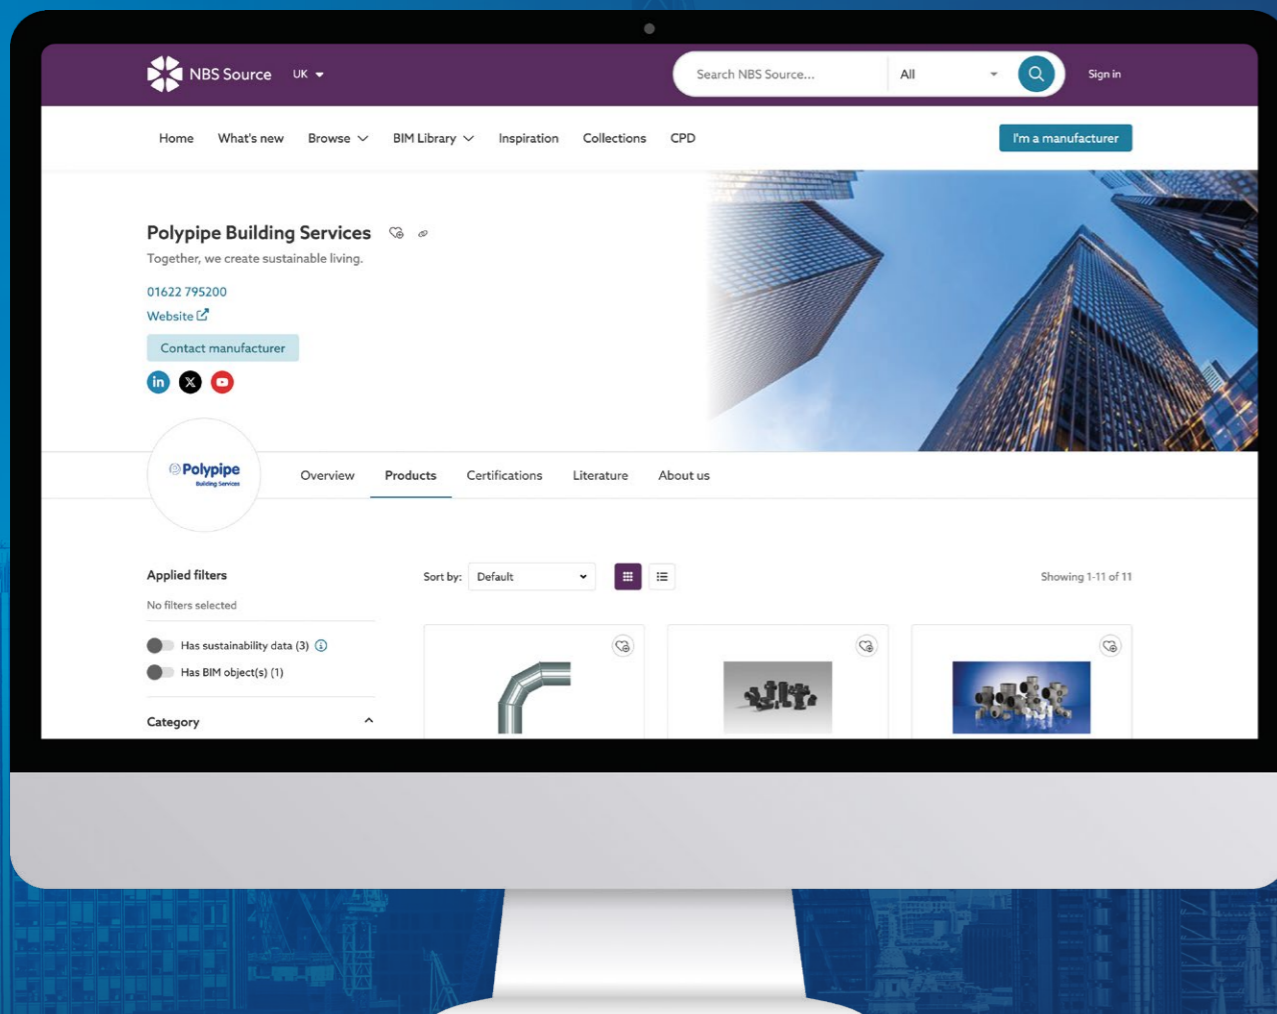 NBS Source UK
Search NBS Source... All Sign in
Home What's new Browse BIM Library Inspiration Collections CPD I'm a manufacturer
Polypipe Building Services
Together, we create sustainable living.
01622 795200
Website
Contact manufacturer
in X
Polypipe
Building Services
Overview Products Certifications Literature About us
Applied filters
Sort by: Default Showing 1-11 of 11
No filters selected
Has sustainability data (3)
Has BIM object(s) (1)
Category